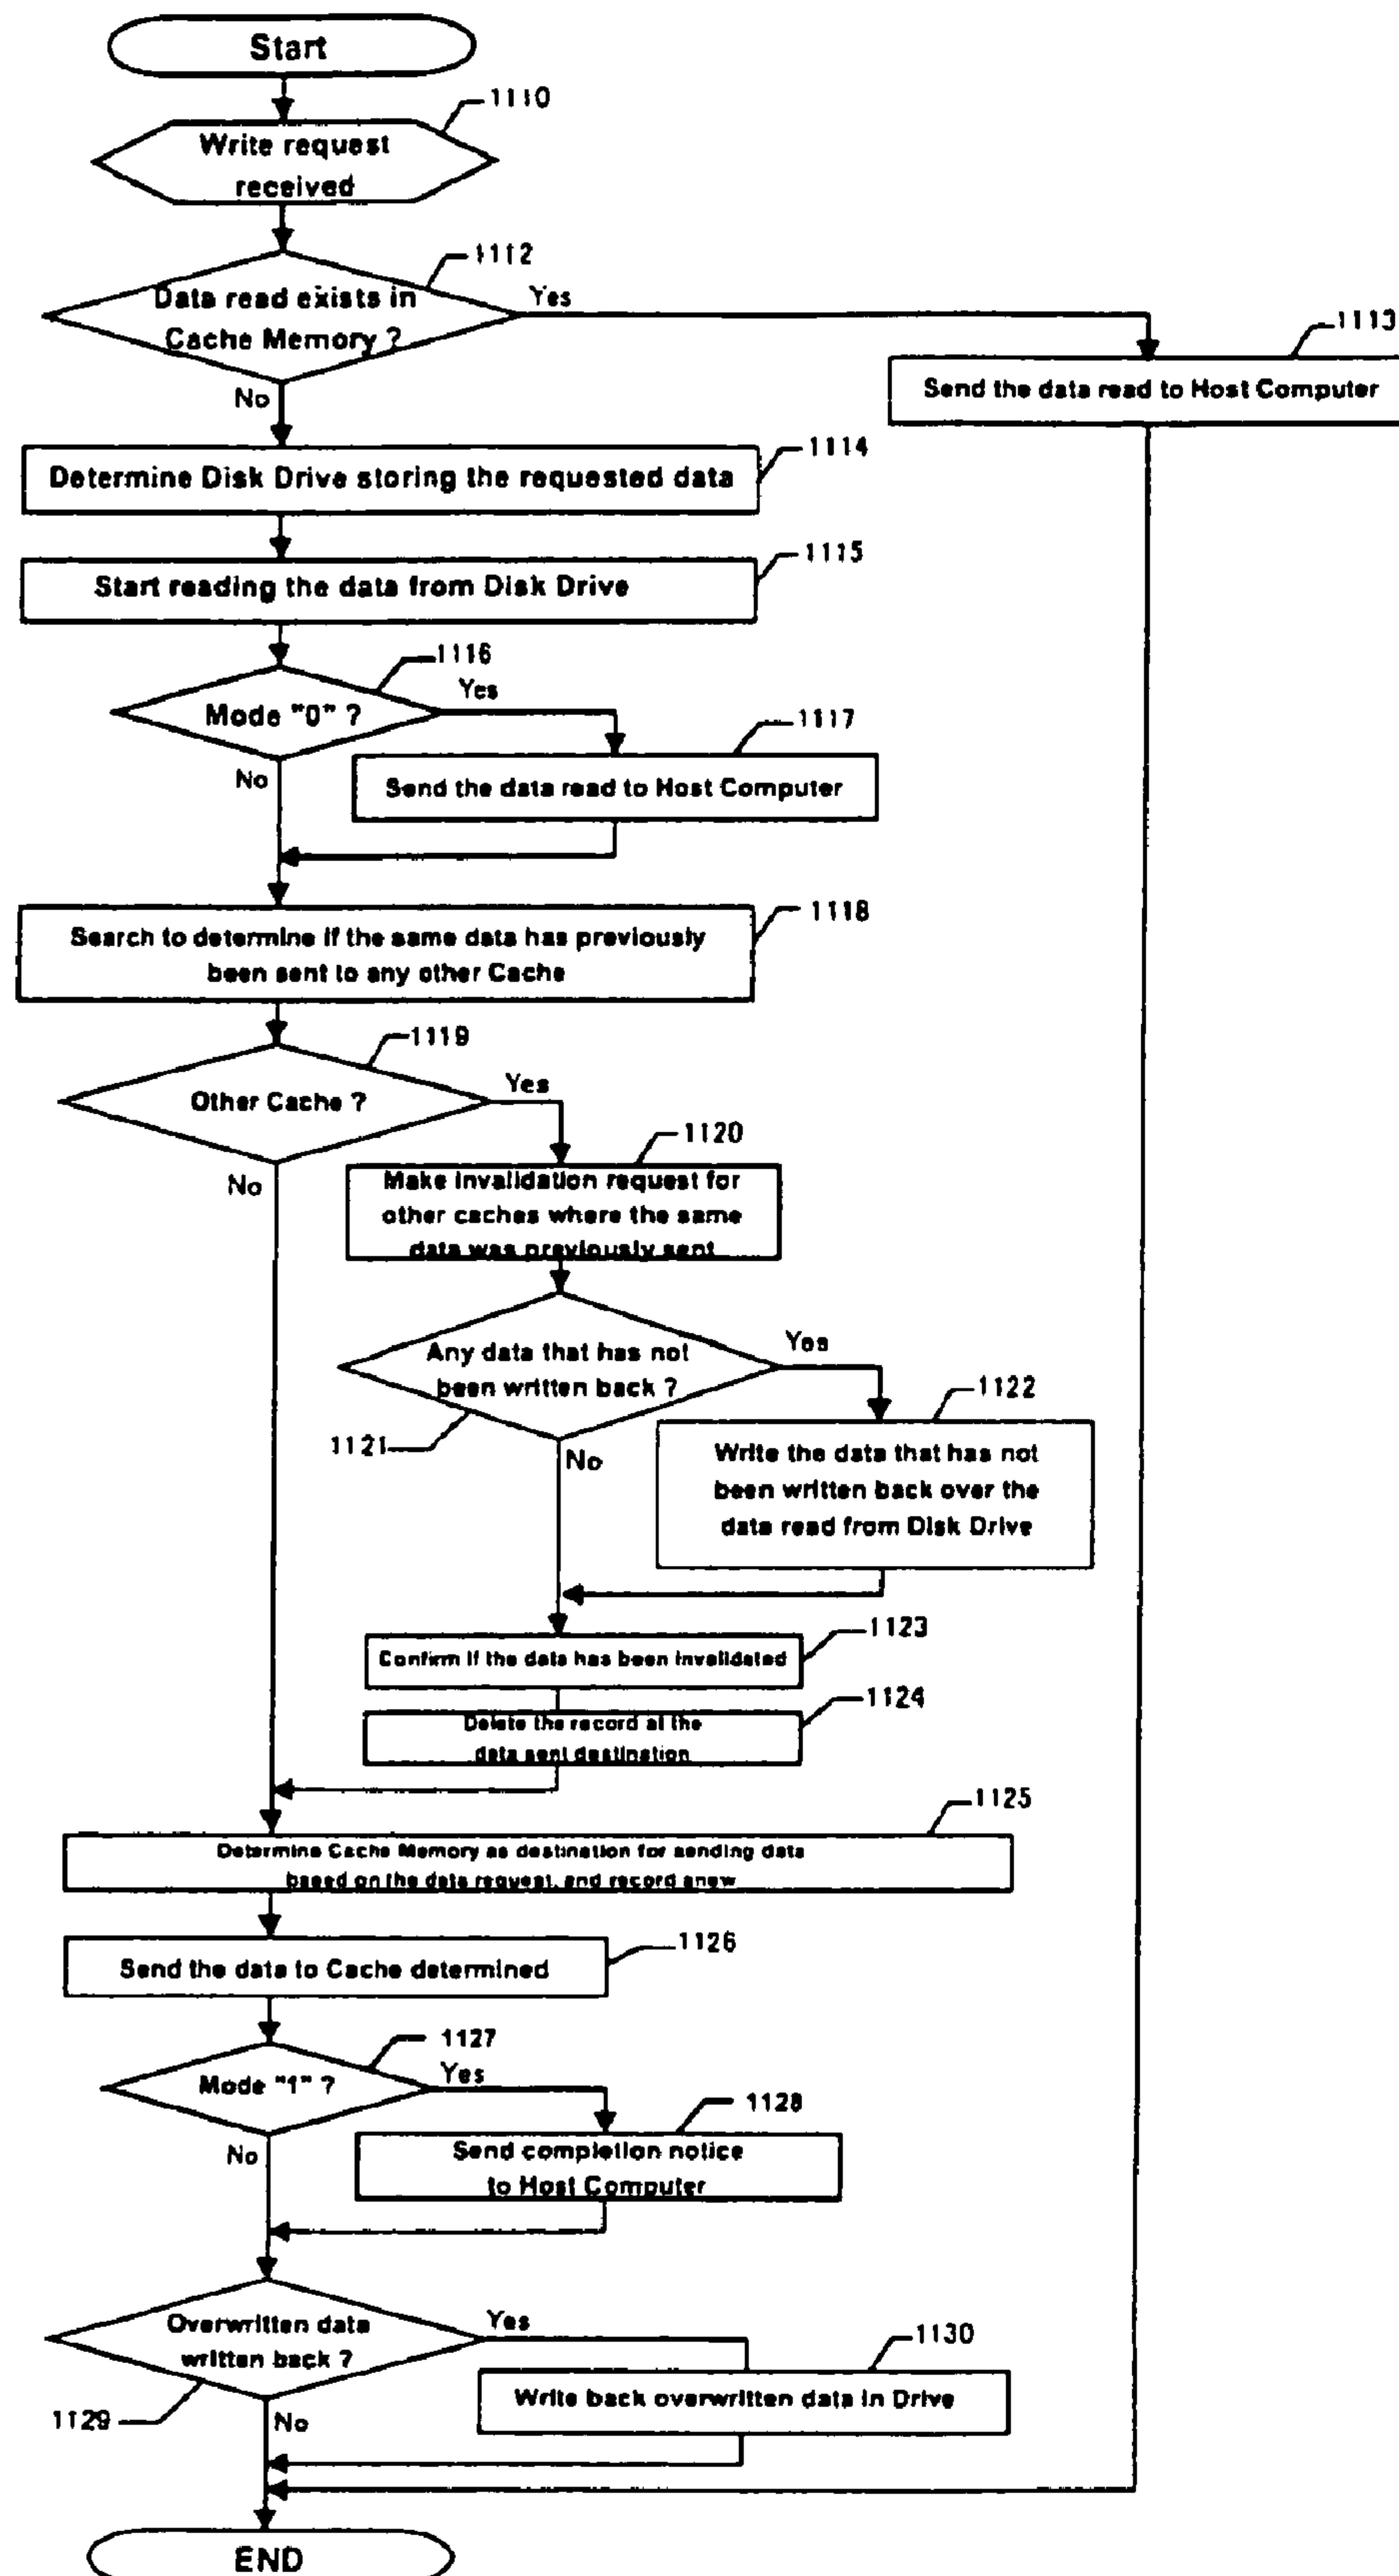 Start
1110
Write request
received
1112
Data read exists in
Cache Memory ?
Yes
No
1113
Send the data read to Host Computer
1114
Determine Disk Drive storing the requested data
1115
Start reading the data from Disk Drive
1116
Mode "0" ?
Yes
No
1117
Send the data read to Host Computer
1118
Search to determine if the same data has previously
been sent to any other Cache
1119
Other Cache ?
Yes
No
1120
Make invalidation request for
other caches where the same
data was previously sent
Any data that has not
been written back ?
Yes
1121
No
1122
Write the data that has not
been written back over the
data read from Disk Drive
1123
Confirm if the data has been invalidated
1124
Delete the record at the
data sent destination
1125
Determine Cache Memory as destination for sending data
based on the data request, and record anew
1126
Send the data to Cache determined
1127
Mode "1" ?
Yes
No
1128
Send completion notice
to Host Computer
Overwritten data
written back ?
Yes
1129
No
1130
Write back overwritten data in Drive
END